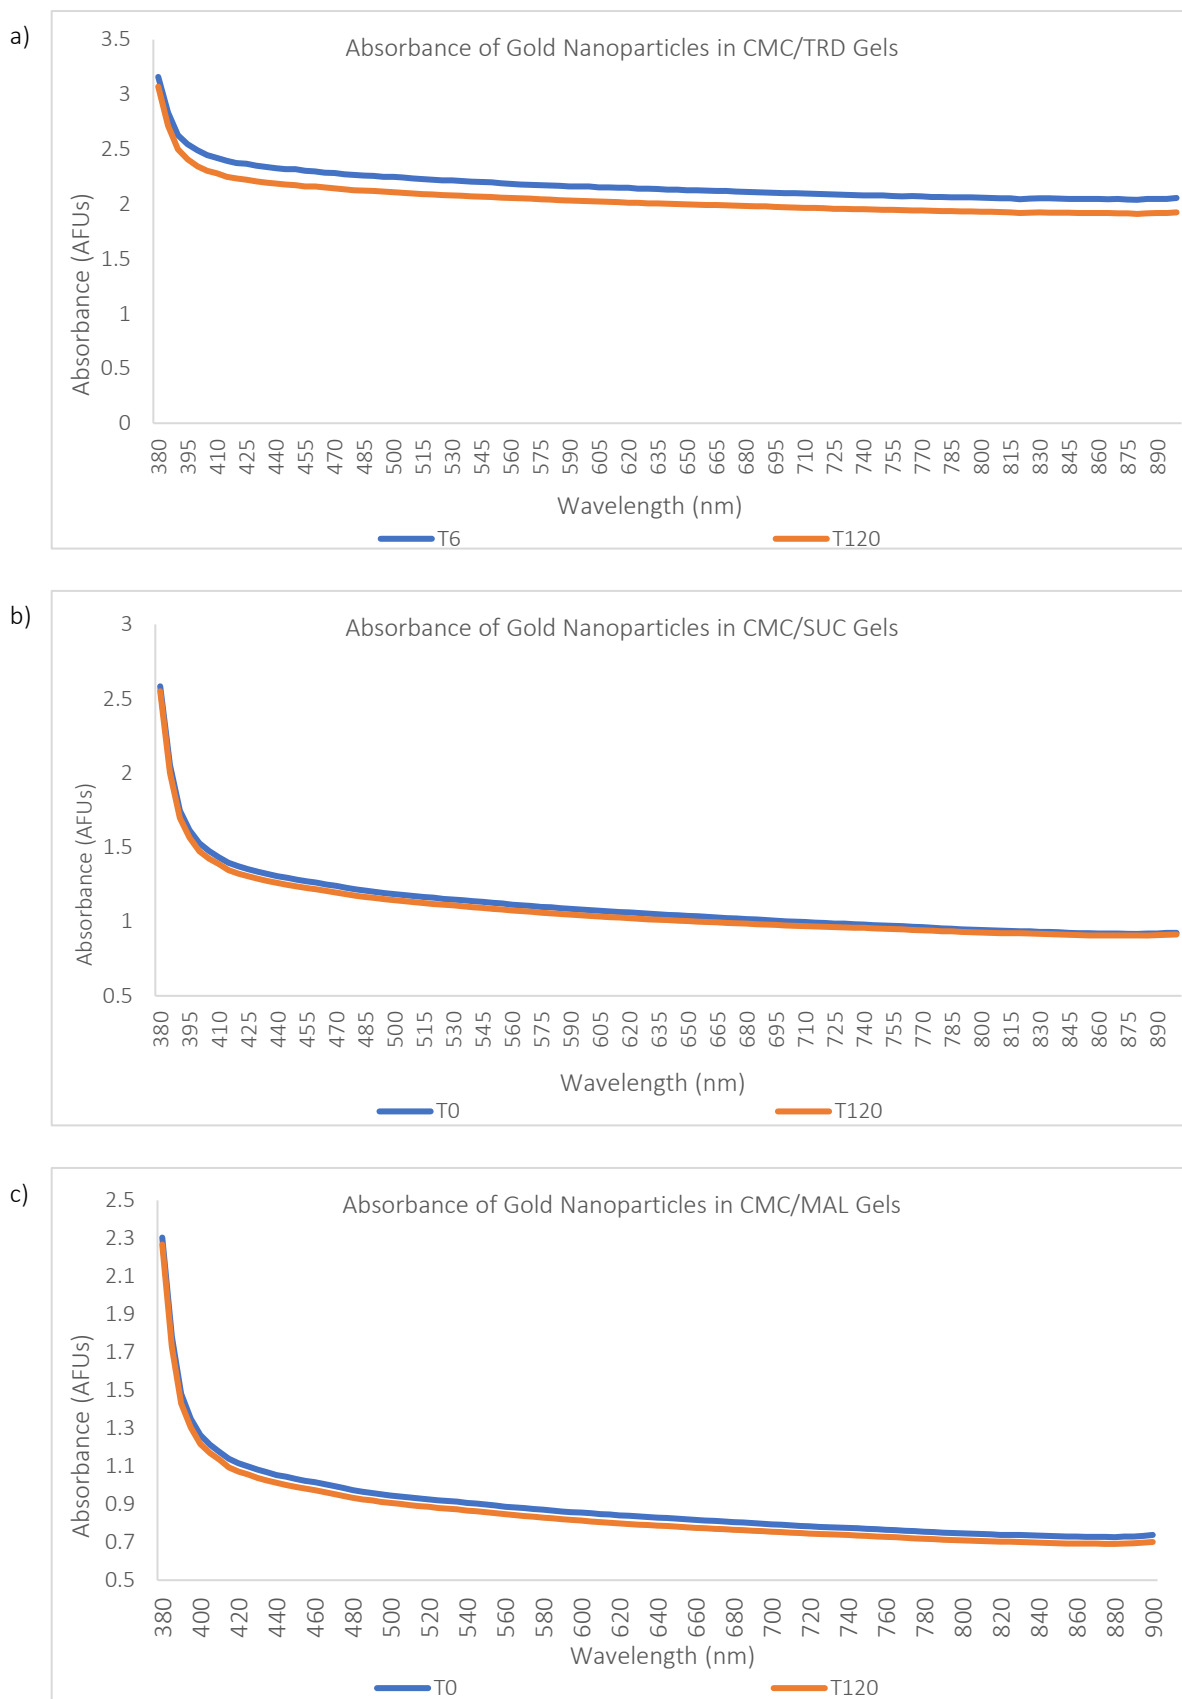 a)
Absorbance of Gold Nanoparticles in CMC/TRD Gels
Absorbance (AFUs)
3.5
3
2.5
2
1.5
1
0.5
0
380 395 410 425 440 455 470 485 500 515 530 545 560 575 590 605 620 635 650 665 680 695 710 725 740 755 770 785 800 815 830 845 860 875 890
Wavelength (nm)
T6 T120
b)
Absorbance of Gold Nanoparticles in CMC/SUC Gels
Absorbance (AFUs)
3
2.5
2
1.5
1
0.5
380 395 410 425 440 455 470 485 500 515 530 545 560 575 590 605 620 635 650 665 680 695 710 725 740 755 770 785 800 815 830 845 860 875 890
Wavelength (nm)
T0 T120
c)
Absorbance of Gold Nanoparticles in CMC/MAL Gels
Absorbance (AFUs)
2.5
2.3
2.1
1.9
1.7
1.5
1.3
1.1
0.9
0.7
0.5
380 400 420 440 460 480 500 520 540 560 580 600 620 640 660 680 700 720 740 760 780 800 820 840 860 880 900
Wavelength (nm)
T0 T120